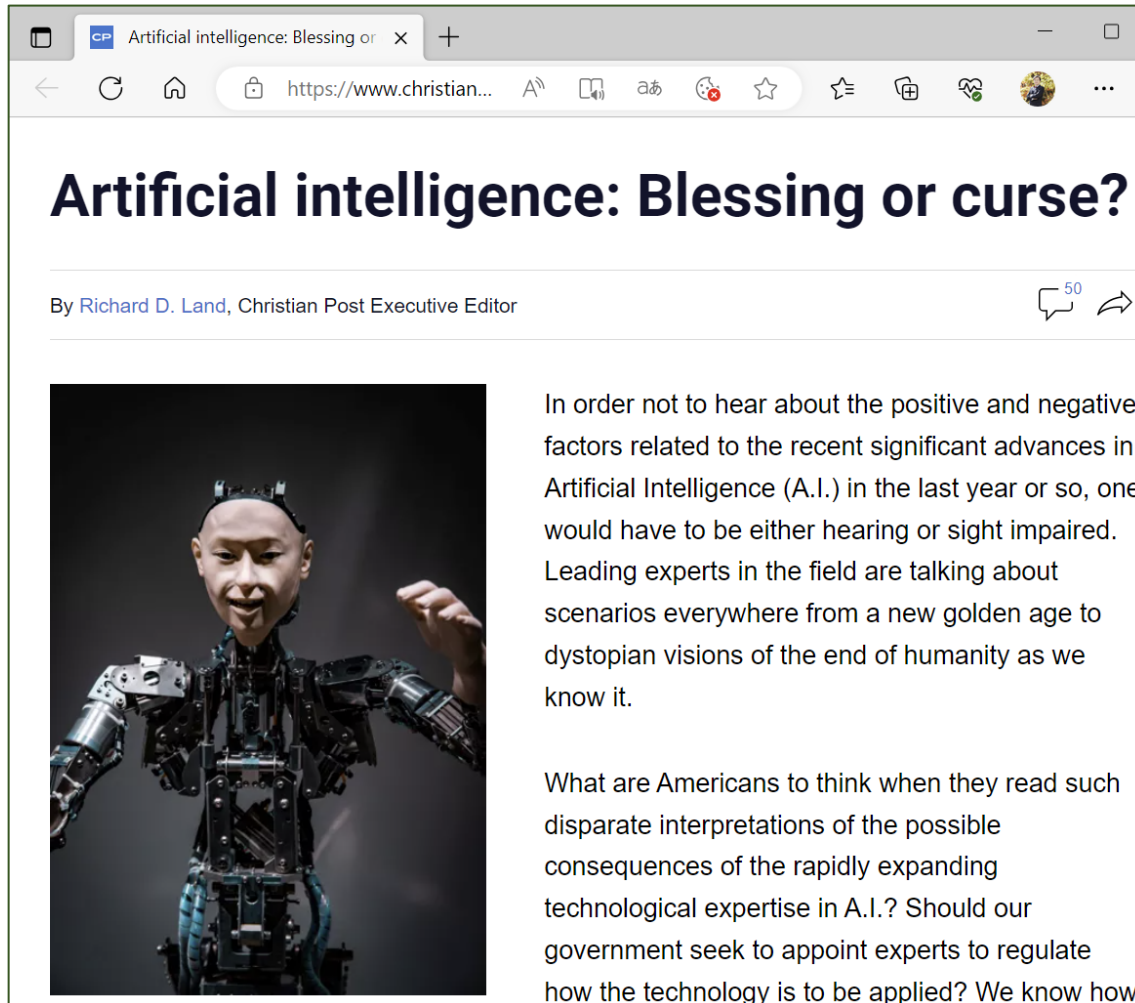 CP
Artificial intelligence: Blessing or
https://www.christian...
Artificial intelligence: Blessing or curse?
By Richard D. Land, Christian Post Executive Editor
50
In order not to hear about the positive and negative
factors related to the recent significant advances in
Artificial Intelligence (A.I.) in the last year or so, one
would have to be either hearing or sight impaired.
Leading experts in the field are talking about
scenarios everywhere from a new golden age to
dystopian visions of the end of humanity as we
know it.
What are Americans to think when they read such
disparate interpretations of the possible
consequences of the rapidly expanding
technological expertise in A.I.? Should our
government seek to appoint experts to regulate
how the technology is to be applied? We know how